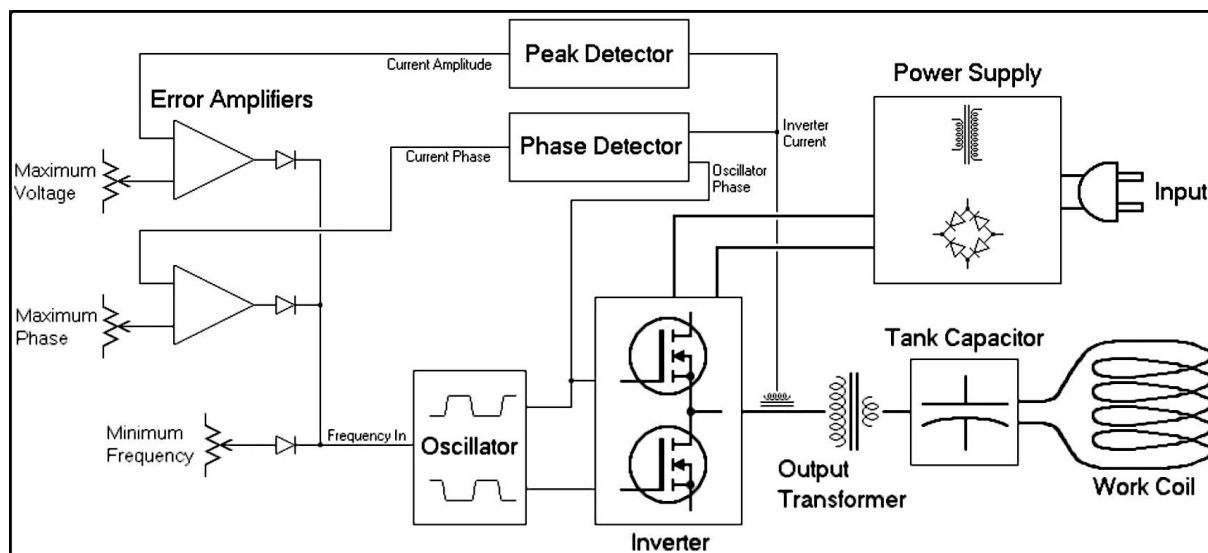 Peak Detector
Current Amplitude
Power Supply
Error Amplifiers
Phase Detector
Inverter
Current
Current Phase
Oscillator
Phase
Maximum
Voltage
Input
Maximum
Phase
Tank Capacitor
Minimum
Frequency
Frequency In
Oscillator
Output
Transformer
Work Coil
Inverter